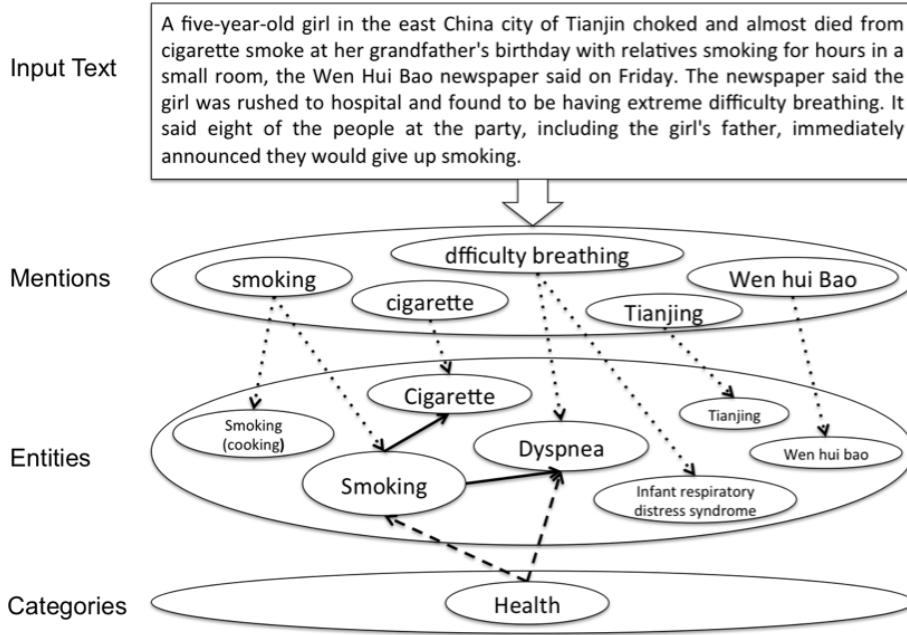 Input Text
A five-year-old girl in the east China city of Tianjin choked and almost died from
cigarette smoke at her grandfather's birthday with relatives smoking for hours in a
small room, the Wen Hui Bao newspaper said on Friday. The newspaper said the
girl was rushed to hospital and found to be having extreme difficulty breathing. It
said eight of the people at the party, including the girl's father, immediately
announced they would give up smoking.
Mentions
smoking
dfficulty breathing
Wen hui Bao
cigarette
Tianjing
Entities
Cigarette
Smoking
(cooking)
Tianjing
Dyspnea
Wen hui bao
Smoking
Infant respiratory
distress syndrome
Categories
Health